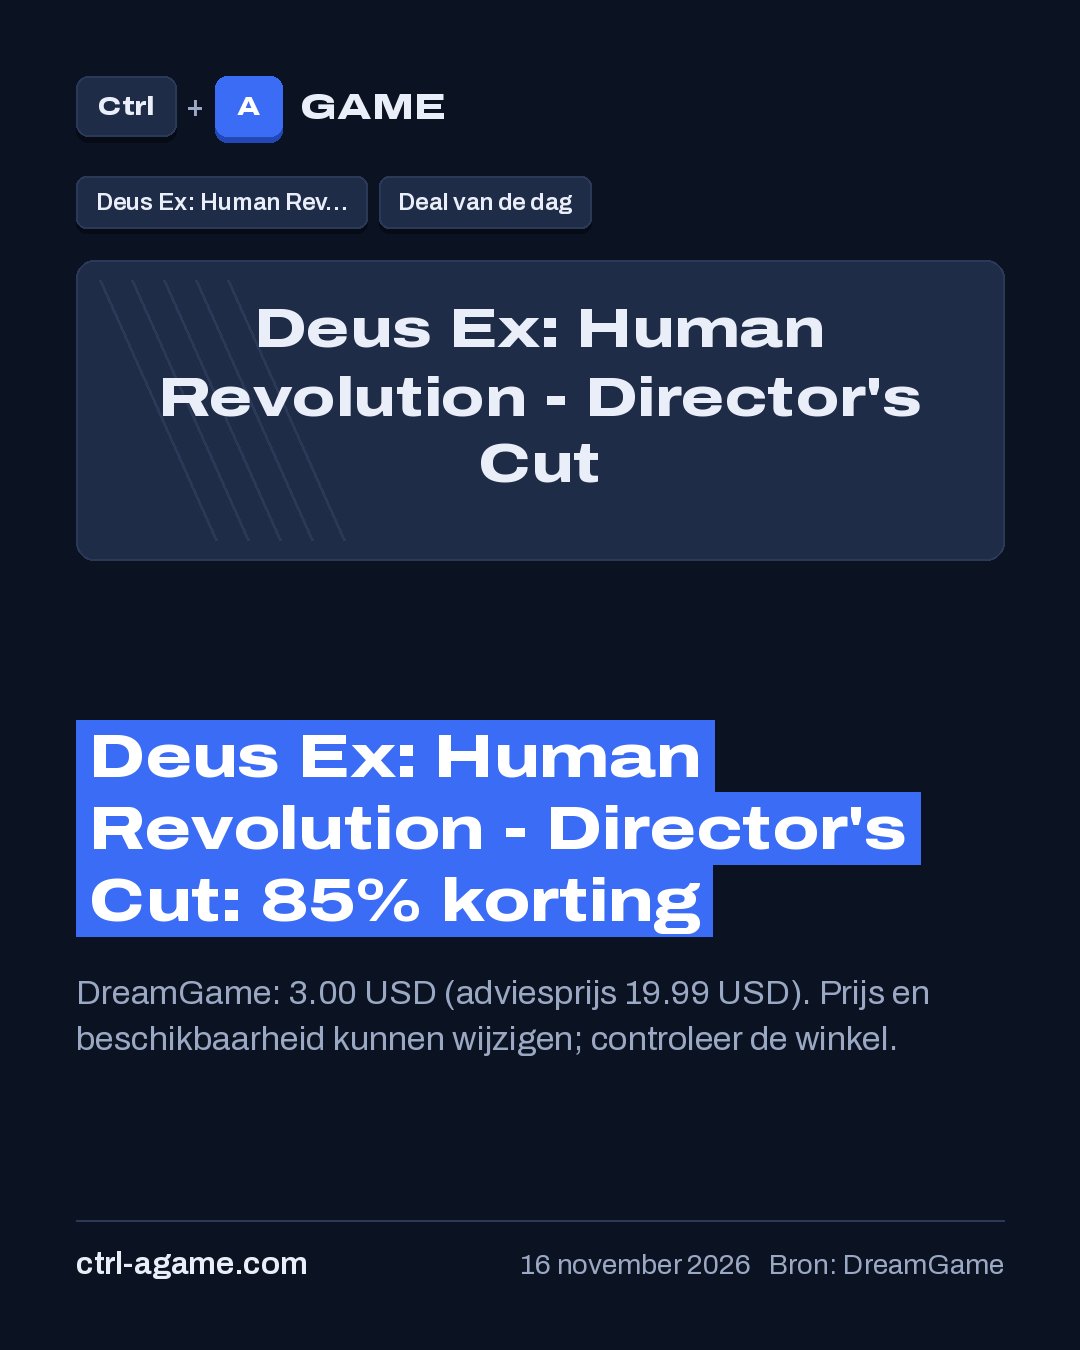 Ctrl + A GAME
Deus Ex: Human Rev... Deal van de dag
Deus Ex: Human
Revolution - Director's
Cut
Deus Ex: Human
Revolution - Director's
Cut: 85% korting
DreamGame: 3.00 USD (adviesprijs 19.99 USD). Prijs en
beschikbaarheid kunnen wijzigen; controleer de winkel.
ctrl-agame.com 16 november 2026 Bron: DreamGame